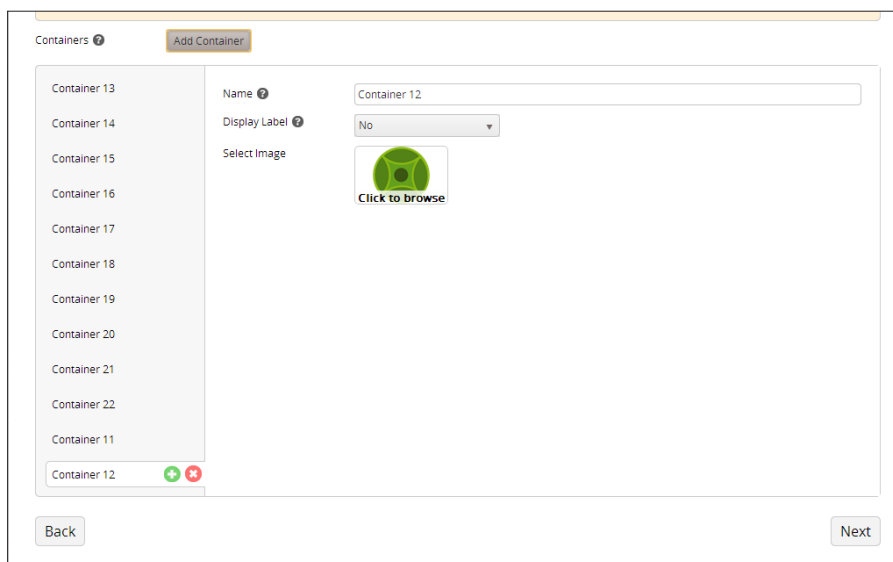 Containers
Add Container
Container 13
Container 14
Container 15
Container 16
Container 17
Container 18
Container 19
Container 20
Container 21
Container 22
Container 11
Container 12
Name
Container 12
Display Label
No
Select Image
Click to browse
Back
Next